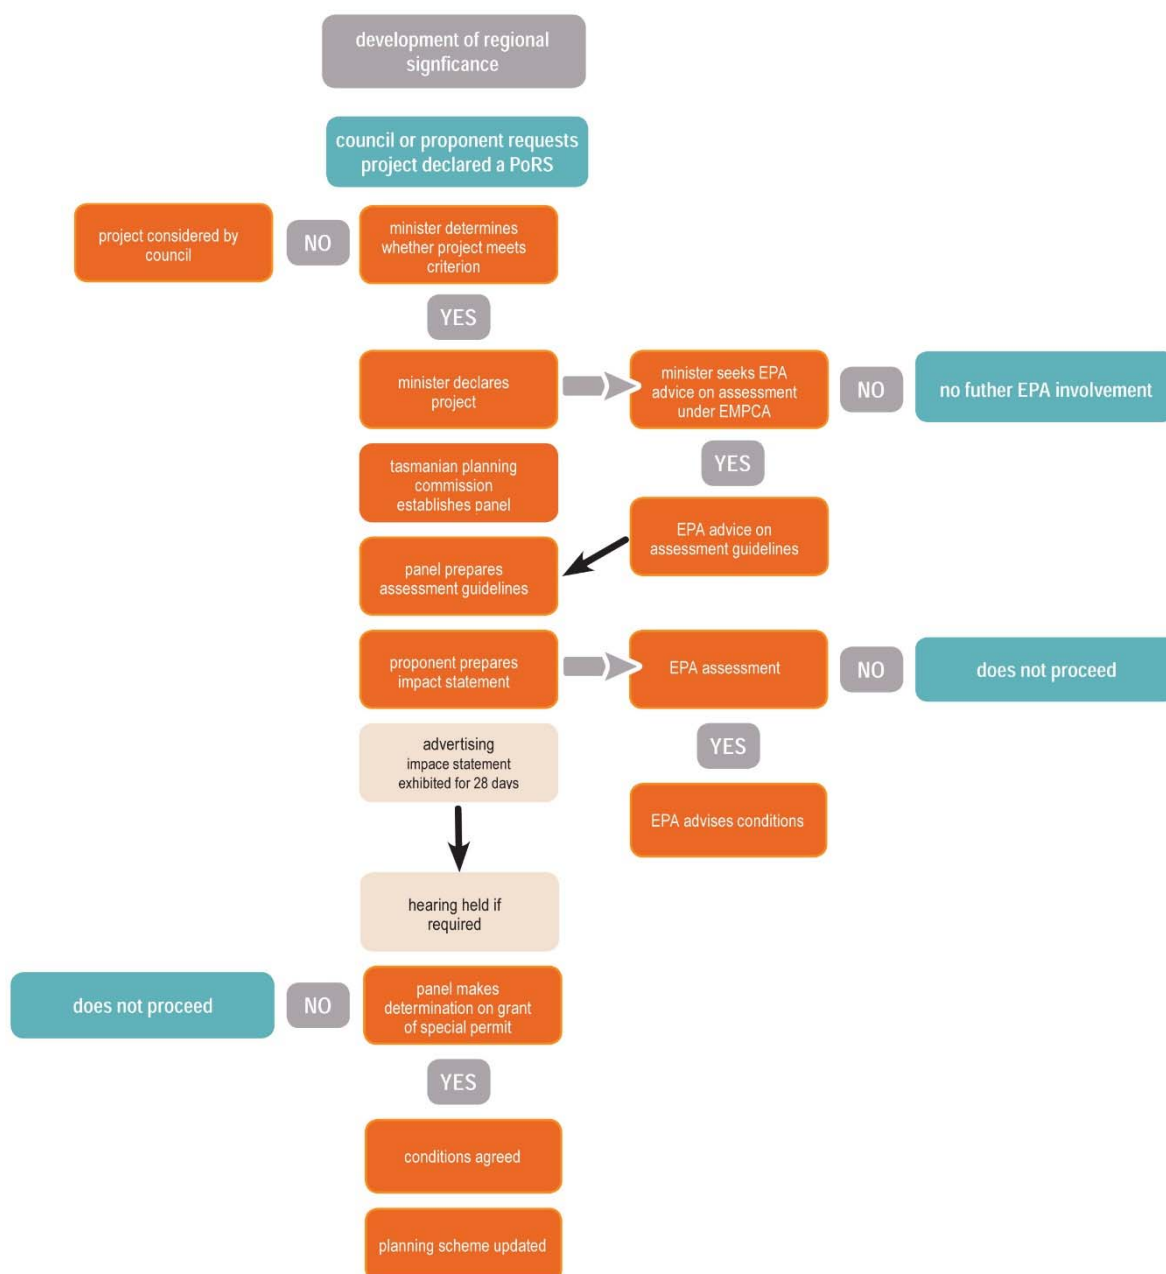 development of regional
signficance
council or proponent requests
project declared a PoRS
project considered by
council
NO
minister determines
whether project meets
criterion
YES
minister declares
project
minister seeks EPA
advice on assessment
under EMPCA
NO
no futher EPA involvement
YES
tasmanian planning
commission
establishes panel
EPA advice on
assessment guidelines
panel prepares
assessment guidelines
proponent prepares
impact statement
EPA assessment
NO
does not proceed
YES
advertising
impace statement
exhibited for 28 days
EPA advises conditions
hearing held if
required
does not proceed
NO
panel makes
determination on grant
of special permit
YES
conditions agreed
planning scheme updated